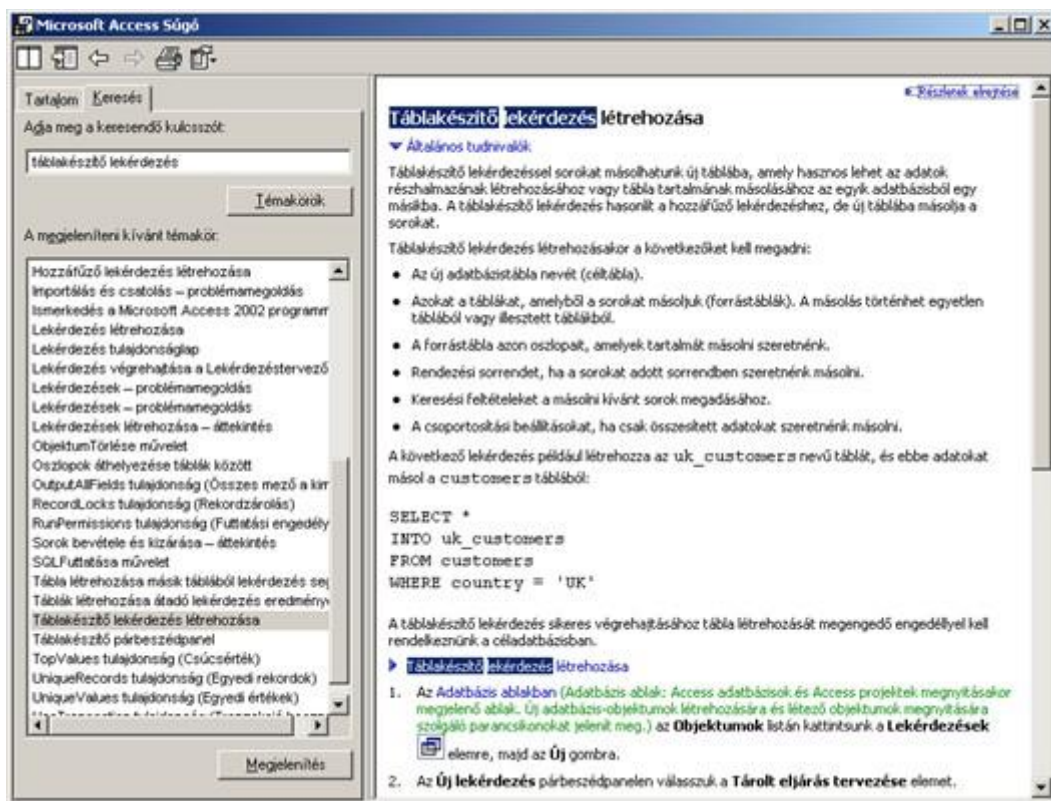 Microsoft Access Súgó
Tartalom Keresés
Adja meg a keresendő kulcsszót:
táblakészítő lekérdezés
Témakörök
A megjeleníteni kívánt témakör:
Hozzáfűző lekérdezés létrehozása
Importálás és csatolás – problémamegoldás
Ismerkedés a Microsoft Access 2002 programm
Lekérdezés létrehozása
Lekérdezés tulajdonságlap
Lekérdezés végrehajtása a Lekérdezéstervező
Lekérdezések – problémamegoldás
Lekérdezések – problémamegoldás
Lekérdezések létrehozása – áttekintés
ObjektumTörlése művelet
Oszlopok áthelyezése táblák között
OutputAllFields tulajdonság (Összes mező a kim
RecordLocks tulajdonság (Rekordzárolás)
RunPermissions tulajdonság (Futtatási engedély
Sorok bevétele és kizárása – áttekintés
SQLFuttatása művelet
Tábla létrehozása másik táblából lekérdezés seg
Táblák létrehozása átadó lekérdezés eredménye
Táblakészítő lekérdezés létrehozása
Táblakészítő párbeszédpanel
TopValues tulajdonság (Csúcsérték)
UniqueRecords tulajdonság (Egyedi rekordok)
UniqueValues tulajdonság (Egyedi értékek)
Megjelenítés
Részletek elrejtése
Táblakészítő lekérdezés létrehozása
Általános tudnivalók
Táblakészítő lekérdezéssel sorokat másolhatunk új táblába, amely hasznos lehet az adatok
részhalmazának létrehozásához vagy tábla tartalmának másolásához az egyik adatbázisból egy
másikba. A táblakészítő lekérdezés hasonlít a hozzáfűző lekérdezéshez, de új táblába másolja a
sorokat.
Táblakészítő lekérdezés létrehozásakor a következőket kell megadni:
• Az új adatbázistábla nevét (céltábla).
• Azokat a táblákat, amelyből a sorokat másoljuk (forrástáblák). A másolás történhet egyetlen
táblából vagy illesztett táblákból.
• A forrástábla azon oszlopait, amelyek tartalmát másolni szeretnénk.
• Rendezési sorrendet, ha a sorokat adott sorrendben szeretnénk másolni.
• Keresési feltételeket a másolni kívánt sorok megadásához.
• A csoportosítási beállításokat, ha csak összesített adatokat szeretnénk másolni.
A következő lekérdezés például létrehozza az uk_customers nevű táblát, és ebbe adatokat
másol a customers táblából:
SELECT *
INTO uk_customers
FROM customers
WHERE country = 'UK'
A táblakészítő lekérdezés sikeres végrehajtásához tábla létrehozását megengedő engedéllyel kell
rendelkeznünk a céladatbázisban.
Táblakészítő lekérdezés létrehozása
1. Az Adatbázis ablakban (Adatbázis ablak: Access adatbázisok és Access projektek megnyitásakor
megjelenő ablak. Új adatbázis-objektumok létrehozására és létező objektumok megnyitására
szolgáló parancsikonokat jelenít meg.) az Objektumok listán kattintsunk a Lekérdezések
elemre, majd az Új gombra.
2. Az Új lekérdezés párbeszédpanelen válasszuk a Tárolt eljárás tervezése elemet.